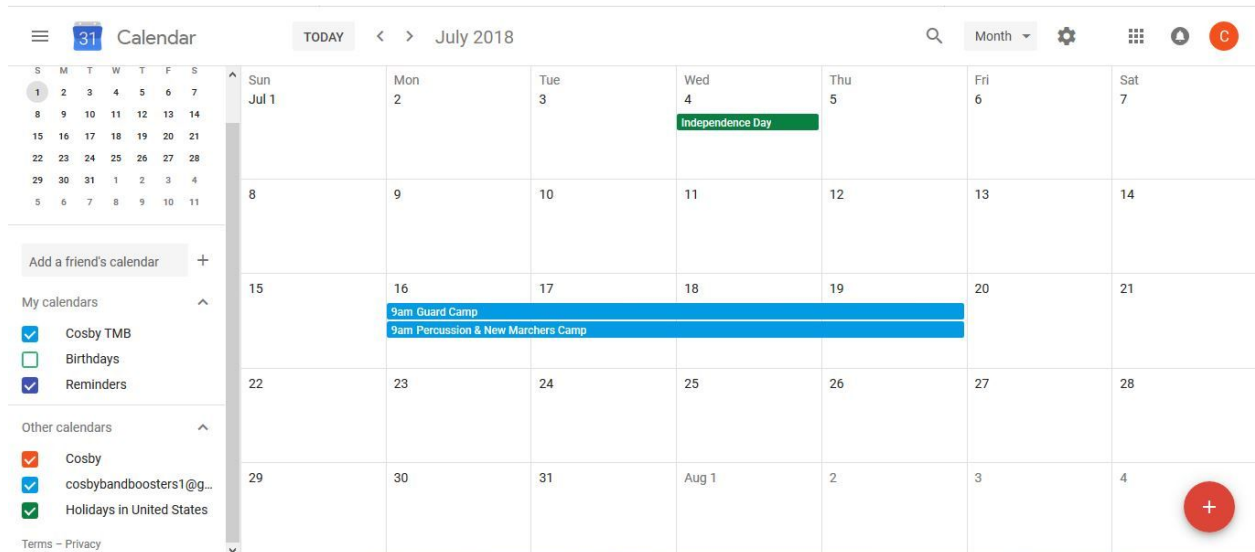 31 Calendar TODAY < > July 2018 Month C
S M T W T F S
1 2 3 4 5 6 7
8 9 10 11 12 13 14
15 16 17 18 19 20 21
22 23 24 25 26 27 28
29 30 31 1 2 3 4
5 6 7 8 9 10 11
Add a friend's calendar +
My calendars
Cosby TMB
Birthdays
Reminders
Other calendars
Cosby
cosbybandboosters1@g...
Holidays in United States
Terms – Privacy
Sun Mon Tue Wed Thu Fri Sat
Jul 1 2 3 4 5 6 7
Independence Day
8 9 10 11 12 13 14
15 16 17 18 19 20 21
9am Guard Camp
9am Percussion & New Marchers Camp
22 23 24 25 26 27 28
29 30 31 Aug 1 2 3 4
+